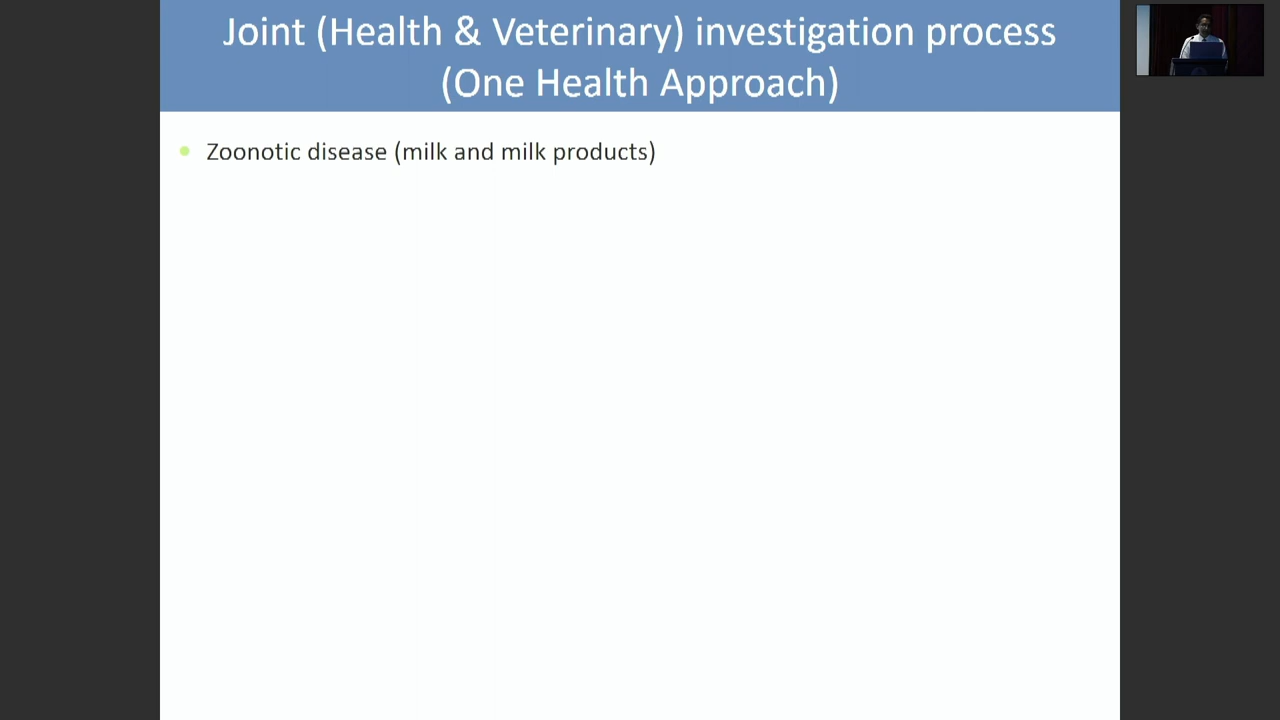 Joint (Health & Veterinary) investigation process
(One Health Approach)
Zoonotic disease (milk and milk products)